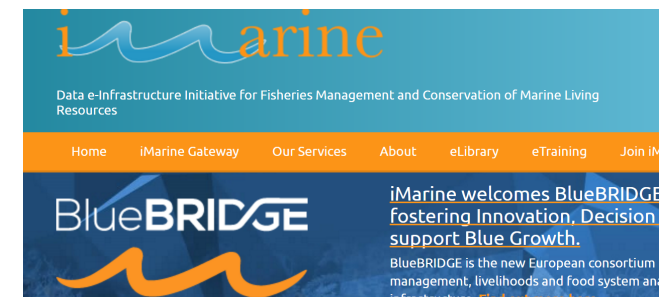 iMarine
Data e-Infrastructure Initiative for Fisheries Management and Conservation of Marine Living
Resources
Home iMarine Gateway Our Services About eLibrary eTraining Join
BlueBRIDGE
iMarine welcomes BlueBRIDGE
fostering Innovation, Decision
support Blue Growth.
BlueBRIDGE is the new European consortium
management, livelihoods and food system